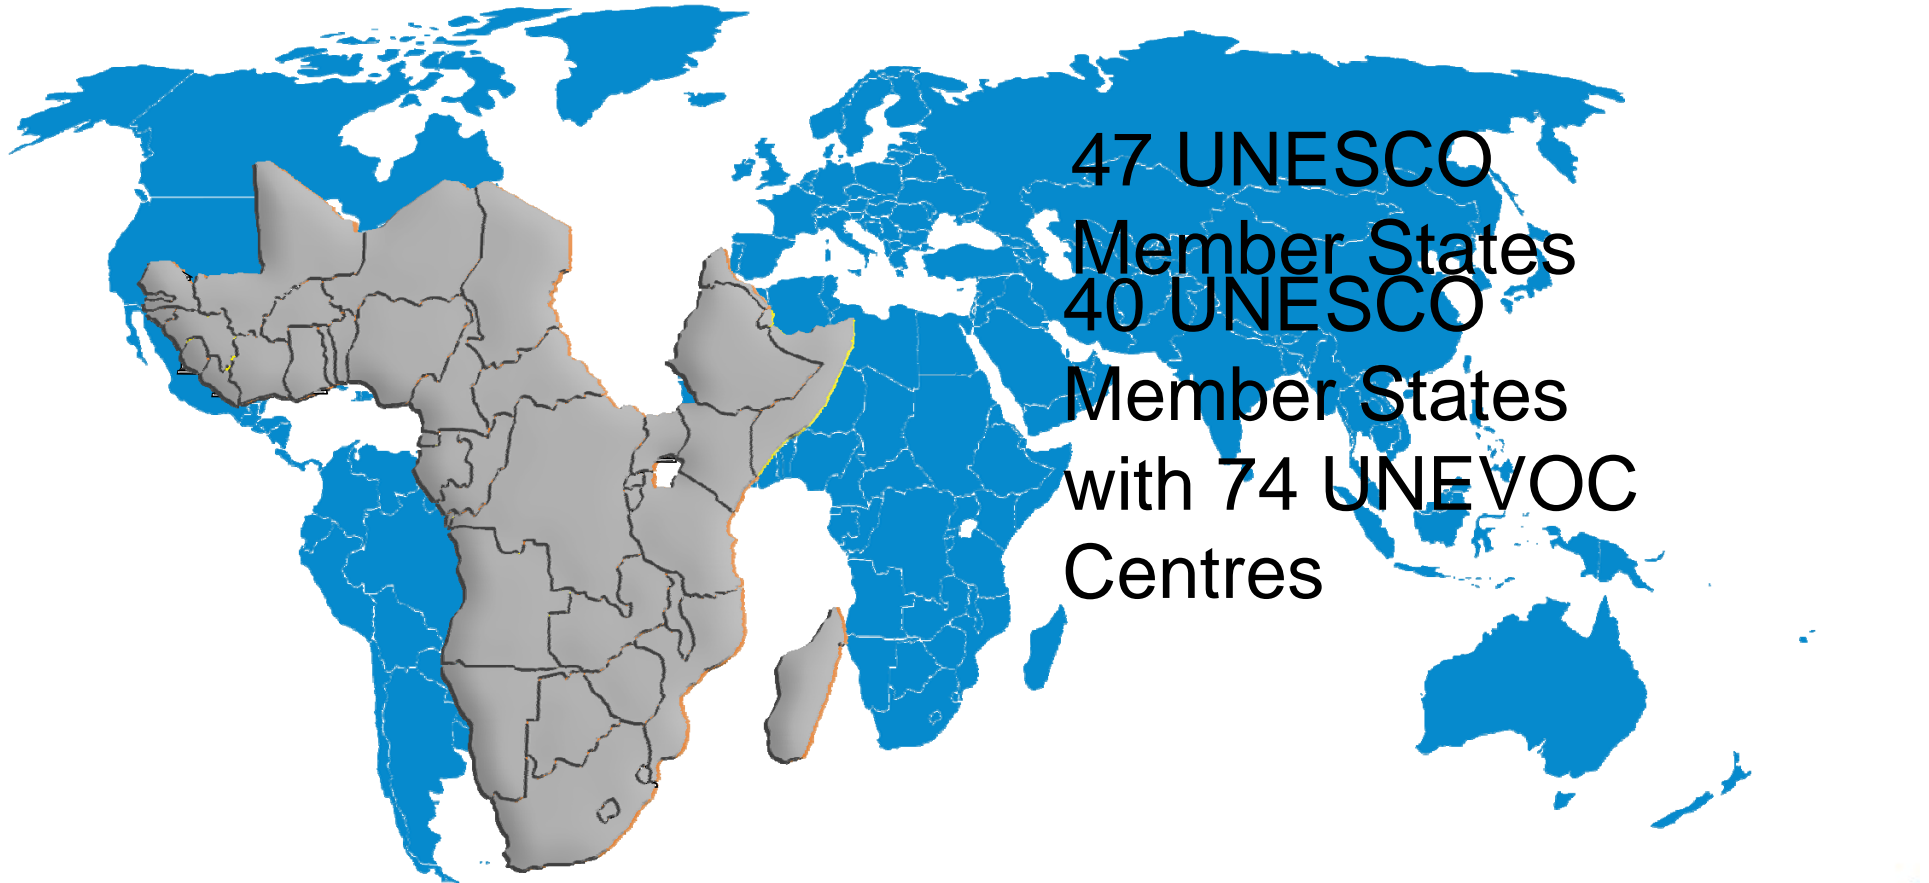 47 UNESCO
Member States
40 UNESCO
Member States
with 74 UNEVOC
Centres